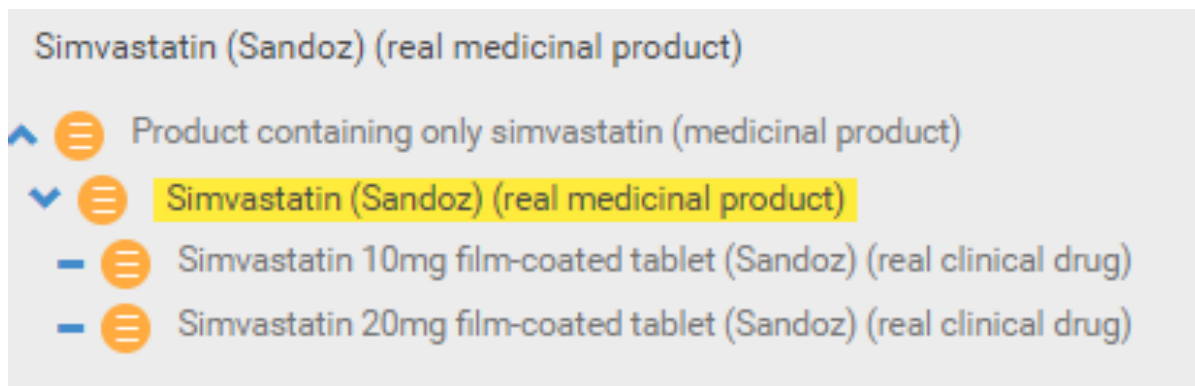 Simvastatin (Sandoz) (real medicinal product)
Product containing only simvastatin (medicinal product)
Simvastatin (Sandoz) (real medicinal product)
Simvastatin 10mg film-coated tablet (Sandoz) (real clinical drug)
Simvastatin 20mg film-coated tablet (Sandoz) (real clinical drug)